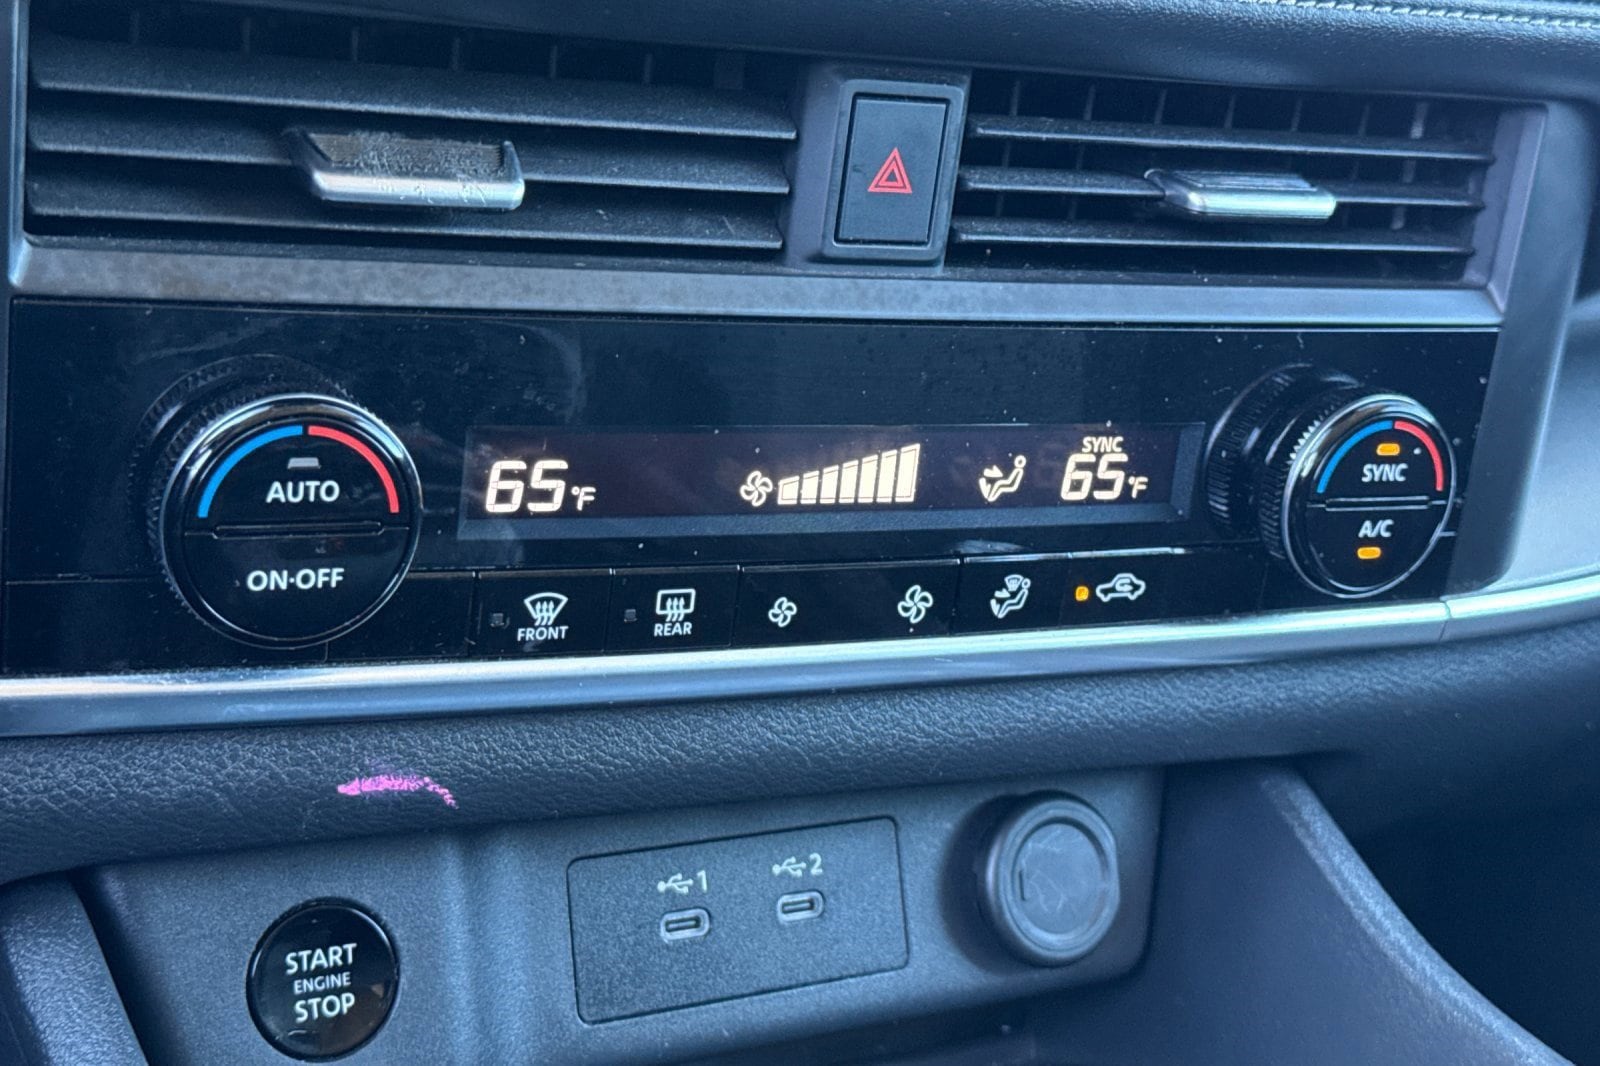 AUTO
ON·OFF
65°F
SYNC
65°F
SYNC
A/C
FRONT
REAR
1
2
START
ENGINE
STOP